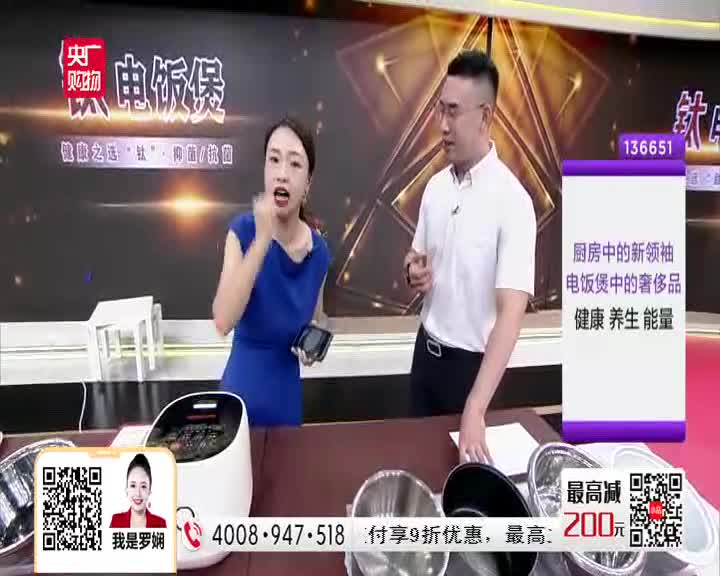 央广
购物
钛电饭煲
健康之选"钛"·抑菌/抗菌
钛
136651
厨房中的新领袖
电饭煲中的奢侈品
健康 养生 能量
我是罗娴
4008·947·518
付享9折优惠，最高
最高减
200元